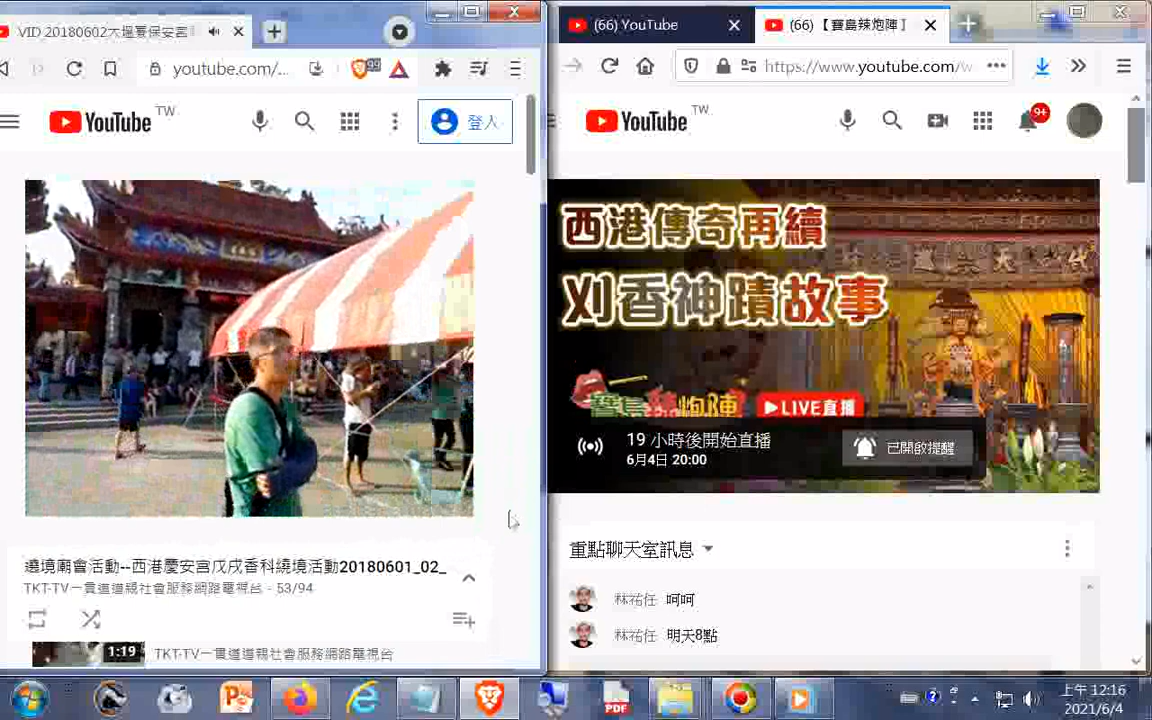 VID 20180602大塭寮保安宮
youtube.com/...
99
YouTube TW
登入
遶境廟會活動--西港慶安宮戊戌香科繞境活動20180601_02_
TKT-TV一貫道道親社會服務網路電視台 - 53/94
1:19
TKT-TV一貫道道親社會服務網路電視台
(66) YouTube
(66) 【寶島辣炮陣】
https://www.youtube.com/w
YouTube TW
9+
西港傳奇再續
刈香神蹟故事
寶島辣炮陣
LIVE直播
19 小時後開始直播
6月4日 20:00
已開啟提醒
重點聊天室訊息
林祐任 呵呵
林祐任 明天8點
PDF
上午 12:16
2021/6/4